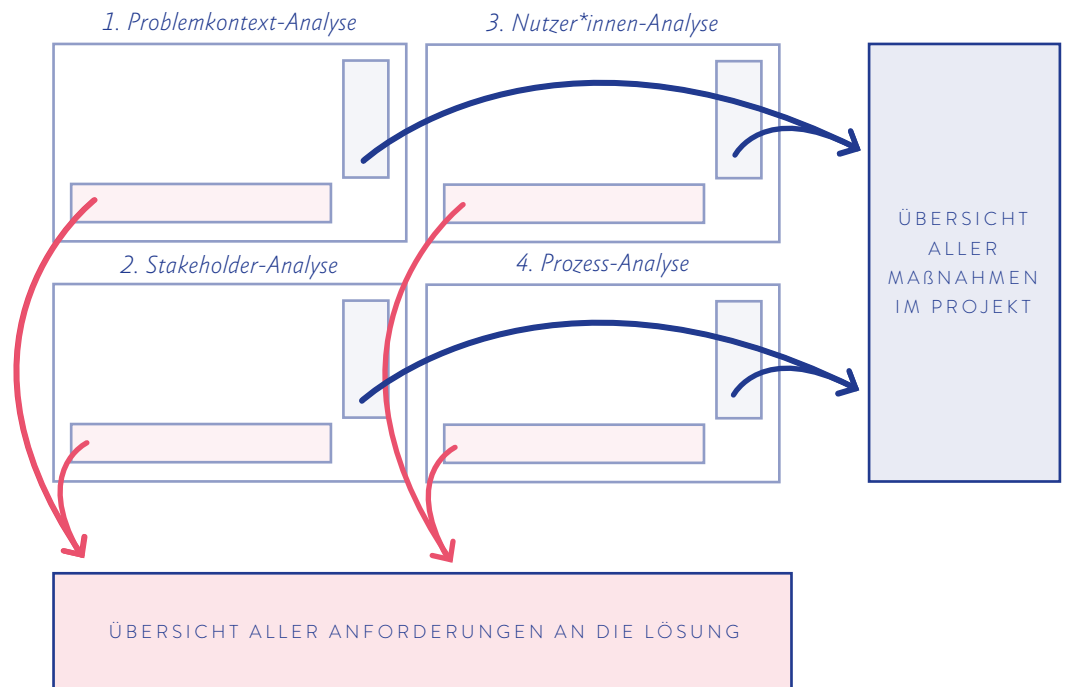 1. Problemkontext-Analyse
3. Nutzer*innen-Analyse
2. Stakeholder-Analyse
4. Prozess-Analyse
ÜBERSICHT
ALLER
MAßNAHMEN
IM PROJEKT
ÜBERSICHT ALLER ANFORDERUNGEN AN DIE LÖSUNG